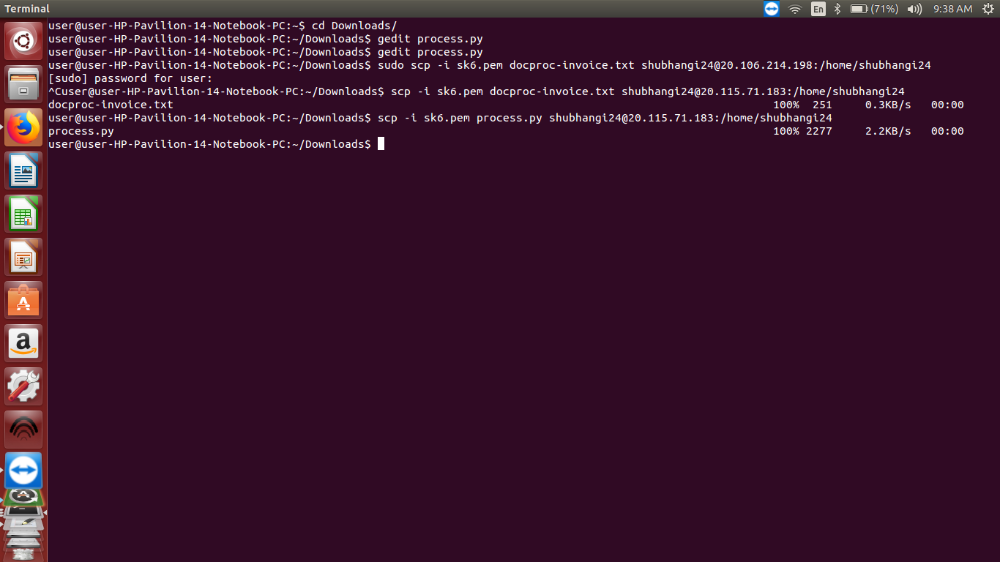 Terminal
En
(71%)
9:38 AM
user@user-HP-Pavilion-14-Notebook-PC:~$ cd Downloads/
user@user-HP-Pavilion-14-Notebook-PC:~/Downloads$ gedit process.py
user@user-HP-Pavilion-14-Notebook-PC:~/Downloads$ gedit process.py
user@user-HP-Pavilion-14-Notebook-PC:~/Downloads$ sudo scp -i sk6.pem docproc-invoice.txt shubhangi24@20.106.214.198:/home/shubhangi24
[sudo] password for user:
^Cuser@user-HP-Pavilion-14-Notebook-PC:~/Downloads$ scp -i sk6.pem docproc-invoice.txt shubhangi24@20.115.71.183:/home/shubhangi24
docproc-invoice.txt 100% 251 0.3KB/s 00:00
user@user-HP-Pavilion-14-Notebook-PC:~/Downloads$ scp -i sk6.pem process.py shubhangi24@20.115.71.183:/home/shubhangi24
process.py 100% 2277 2.2KB/s 00:00
user@user-HP-Pavilion-14-Notebook-PC:~/Downloads$